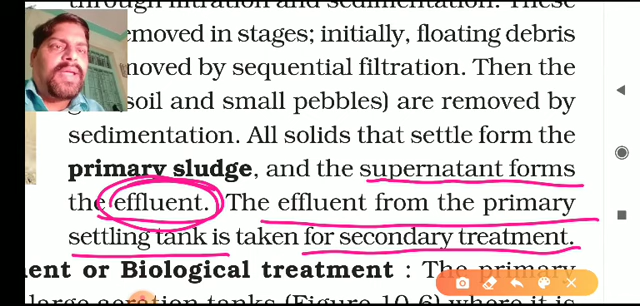 through filtration and sedimentation. These
emoved in stages; initially, floating debris
moved by sequential filtration. Then the
soil and small pebbles) are removed by
sedimentation. All solids that settle form the
primary sludge, and the supernatant forms
the effluent. The effluent from the primary
settling tank is taken for secondary treatment.
ent or Biological treatment : The primary
large aeration tanks (Figure 10.6) where it is